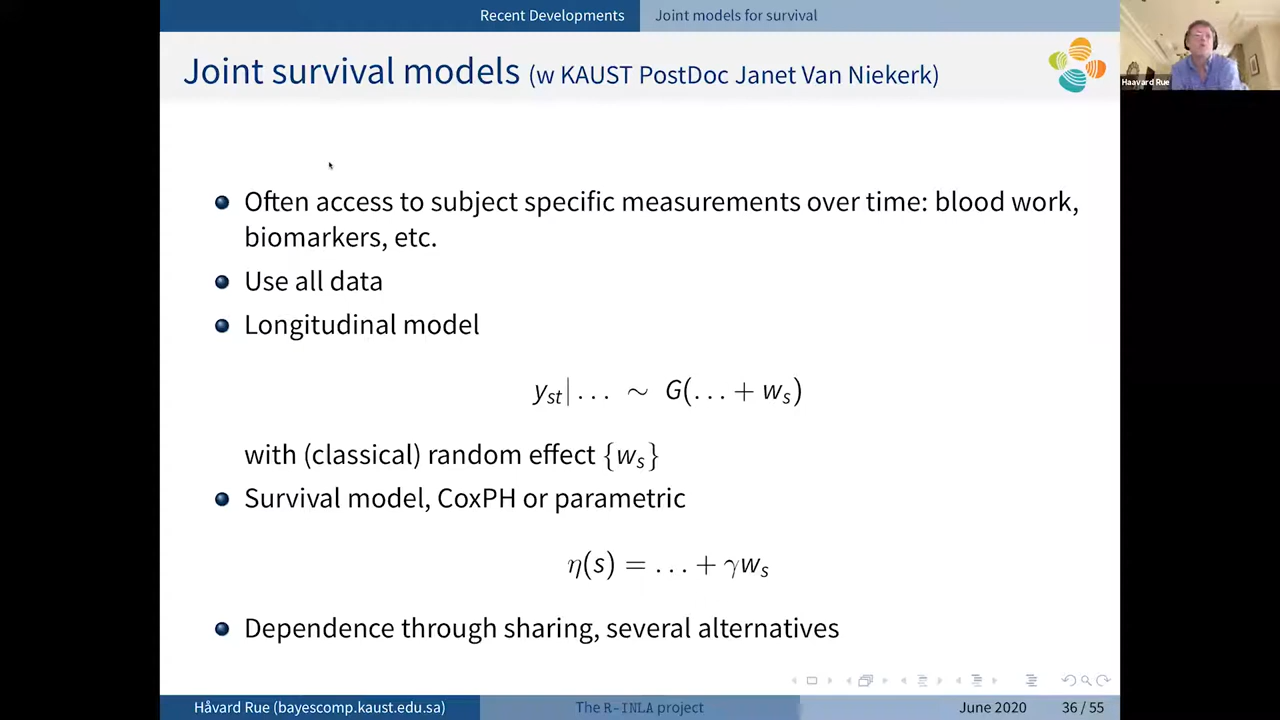 Recent Developments Joint models for survival
Joint survival models (w KAUST PostDoc Janet Van Niekerk)
Haavard Rue
Often access to subject specific measurements over time: blood work,
biomarkers, etc.
Use all data
Longitudinal model
y_{st}| . . . ∼ G(. . . + w_s)
with (classical) random effect {w_s}
Survival model, CoxPH or parametric
η(s) = . . . + γw_s
Dependence through sharing, several alternatives
Håvard Rue (bayescomp.kaust.edu.sa) The R-INLA project June 2020 36 / 55